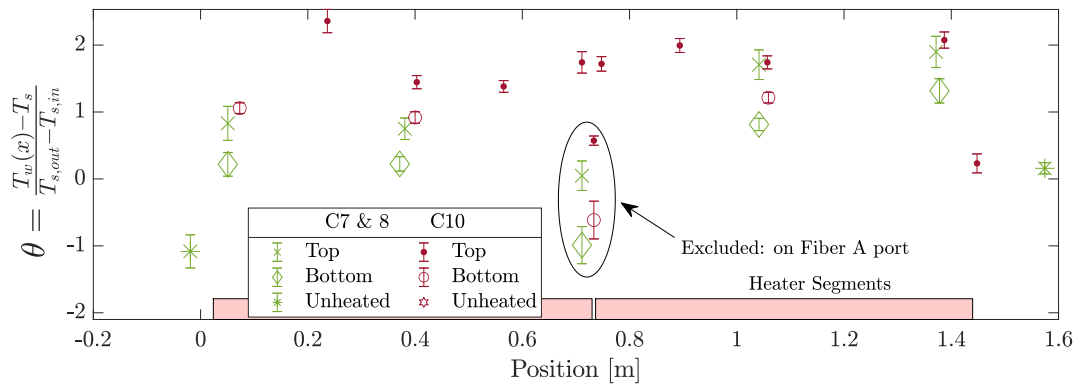 2
1
0
-1
-2
θ = (T_w(x) − T_s) / (T_{s,out} − T_{s,in})
C7 & 8 C10
Top Top
Bottom Bottom
Unheated Unheated
Excluded: on Fiber A port
Heater Segments
-0.2 0 0.2 0.4 0.6 0.8 1 1.2 1.4 1.6
Position [m]